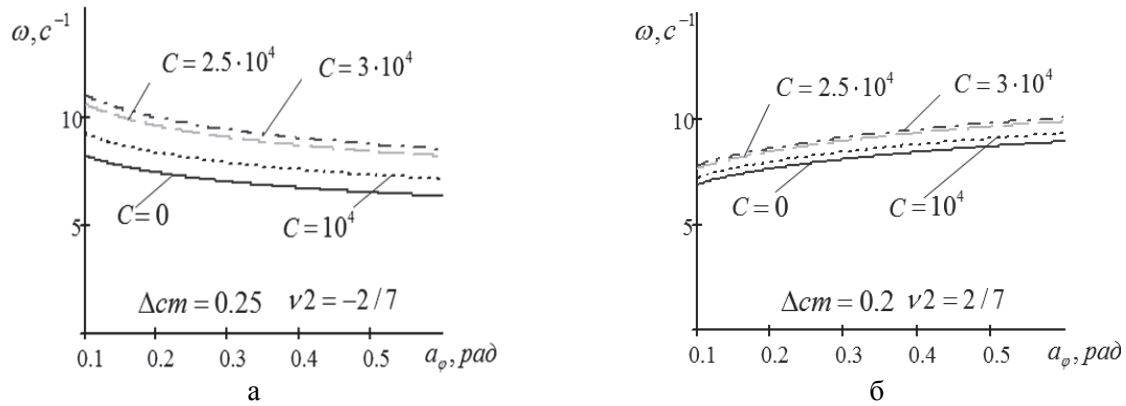 ω, c⁻¹
C = 2.5·10⁴
C = 3·10⁴
10
5
C = 0
C = 10⁴
Δcm = 0.25 ν2 = −2/7
0.1 0.2 0.3 0.4 0.5 aφ, рад
а
ω, c⁻¹
C = 2.5·10⁴
C = 3·10⁴
10
5
C = 0
C = 10⁴
Δcm = 0.2 ν2 = 2/7
0.1 0.2 0.3 0.4 0.5 aφ, рад
б